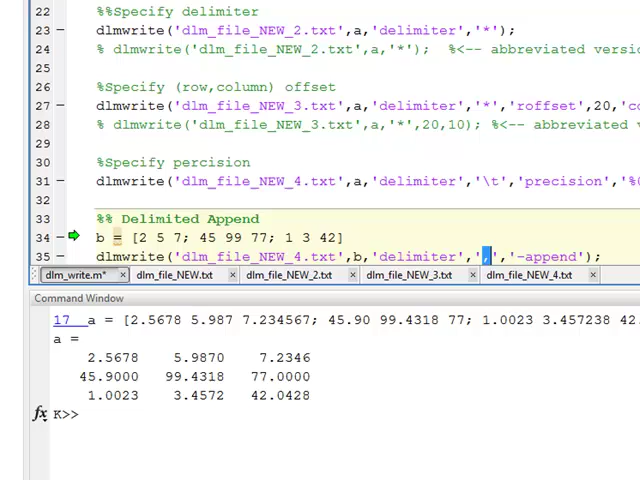 22 %%Specify delimiter
23 – dlmwrite('dlm_file_NEW_2.txt',a,'delimiter','*');
24 % dlmwrite('dlm_file_NEW_2.txt',a,'*');  %<-- abbreviated versio
25
26 %Specify (row,column) offset
27 – dlmwrite('dlm_file_NEW_3.txt',a,'delimiter','*','roffset',20,'co
28 % dlmwrite('dlm_file_NEW_3.txt',a,'*',20,10); %<-- abbreviated v
29
30 %Specify percision
31 – dlmwrite('dlm_file_NEW_4.txt',a,'delimiter','\t','precision','%
32
33 %% Delimited Append
34 – b = [2 5 7; 45 99 77; 1 3 42]
35 – dlmwrite('dlm_file_NEW_4.txt',b,'delimiter',',','-append');
dlm_write.m* × dlm_file_NEW.txt × dlm_file_NEW_2.txt × dlm_file_NEW_3.txt × dlm_file_NEW_4.txt ×
Command Window
17 a = [2.5678 5.987 7.234567; 45.90 99.4318 77; 1.0023 3.457238 42.
a =
2.5678 5.9870 7.2346
45.9000 99.4318 77.0000
1.0023 3.4572 42.0428
fx K>>